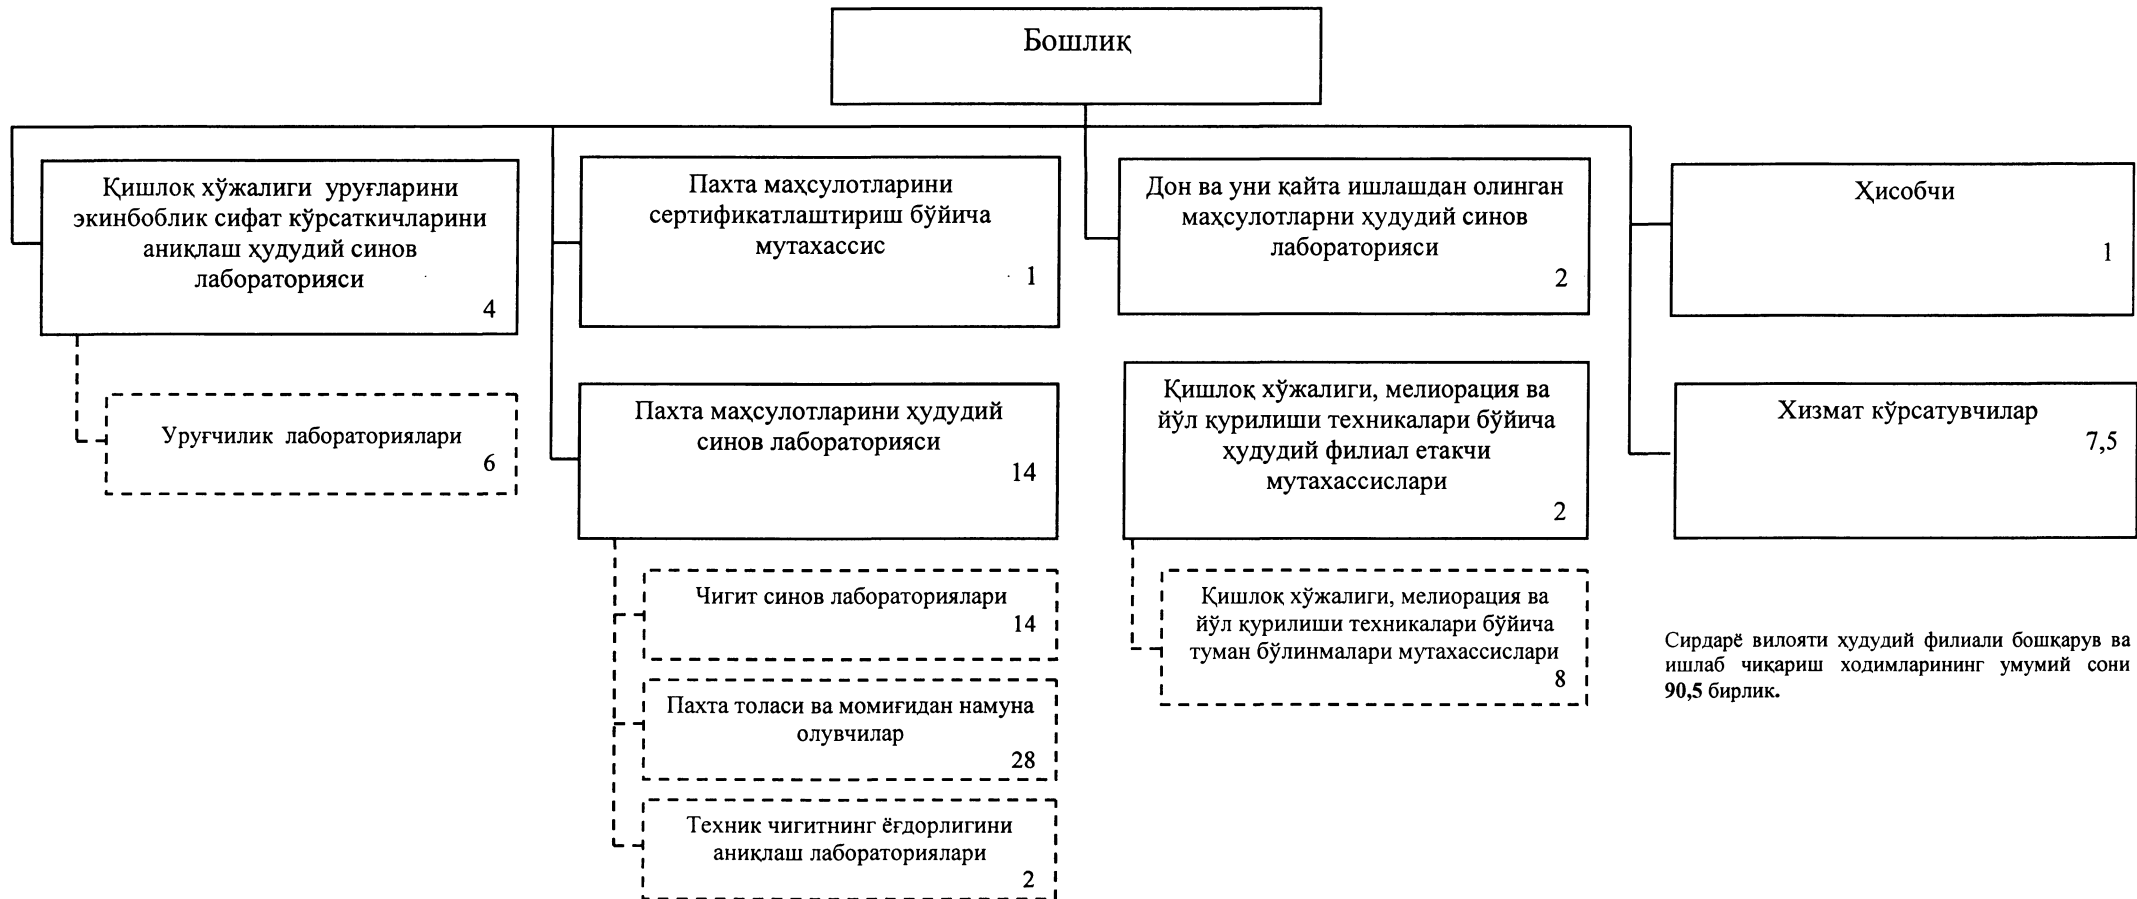 Бошлиқ
Қишлоқ хўжалиги уруғларини
экинбоблик сифат кўрсаткичларини
аниқлаш ҳудудий синов
лабораторияси
4
Уруғчилик лабораториялари
6
Пахта маҳсулотларини
сертификатлаштириш бўйича
мутахассис
1
Пахта маҳсулотларини ҳудудий
синов лабораторияси
14
Чигит синов лабораториялари
14
Пахта толаси ва момиғидан намуна
олувчилар
28
Техник чигитнинг ёғдорлигини
аниқлаш лабораториялари
2
Дон ва уни қайта ишлашдан олинган
маҳсулотларни ҳудудий синов
лабораторияси
2
Қишлоқ хўжалиги, мелиорация ва
йўл қурилиши техникалари бўйича
ҳудудий филиал етакчи
мутахассислари
2
Қишлоқ хўжалиги, мелиорация ва
йўл қурилиши техникалари бўйича
туман бўлинмалари мутахассислари
8
Ҳисобчи
1
Хизмат кўрсатувчилар
7,5
Сирдарё вилояти ҳудудий филиали бошқарув ва
ишлаб чиқариш ходимларининг умумий сони
90,5 бирлик.